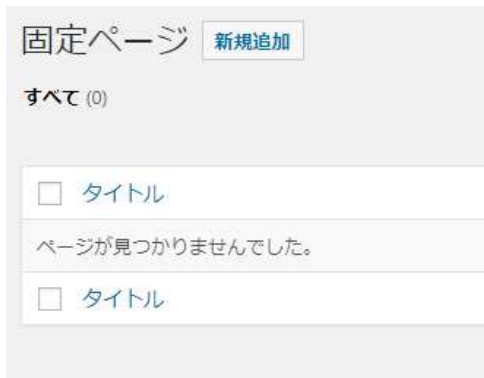 固定ページ 新規追加
すべて (0)
タイトル
ページが見つかりませんでした。
タイトル